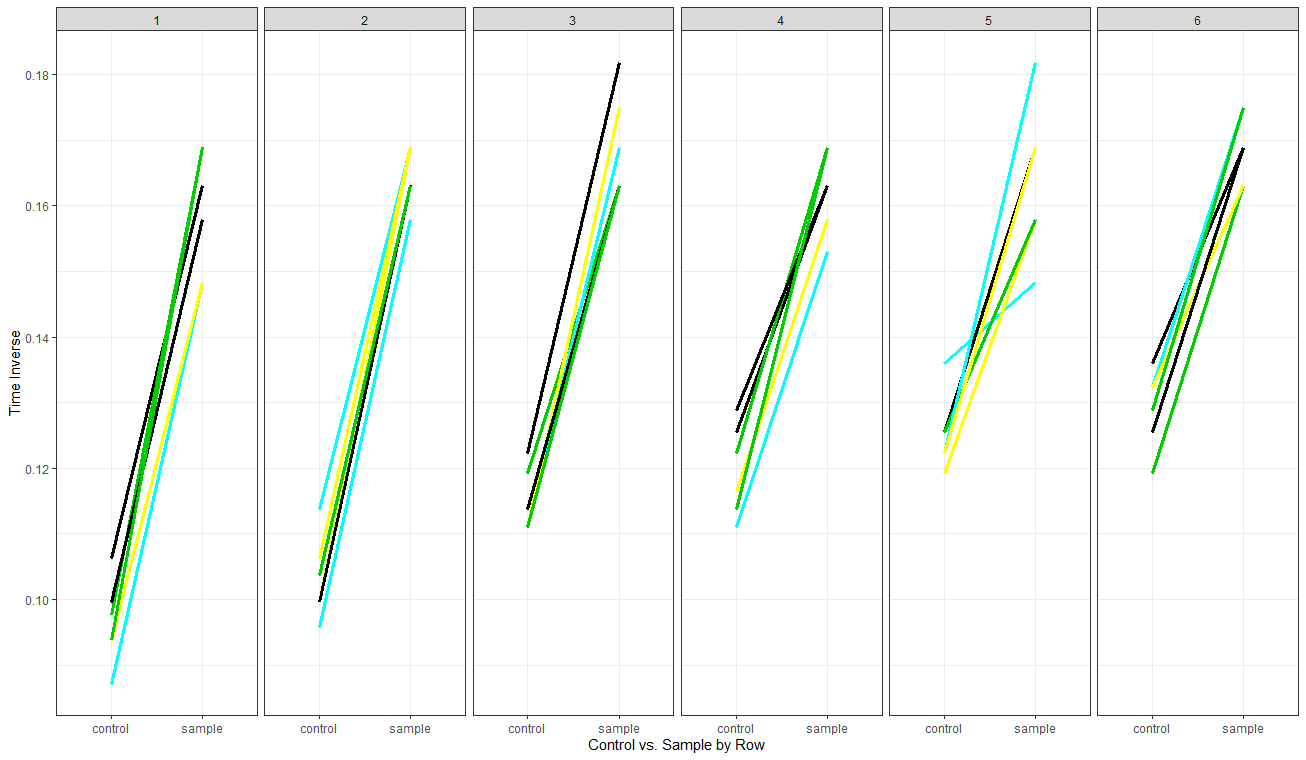 1 2 3 4 5 6
0.18
0.16
0.14
0.12
0.10
Time Inverse
control sample control sample control sample control sample control sample control sample
Control vs. Sample by Row